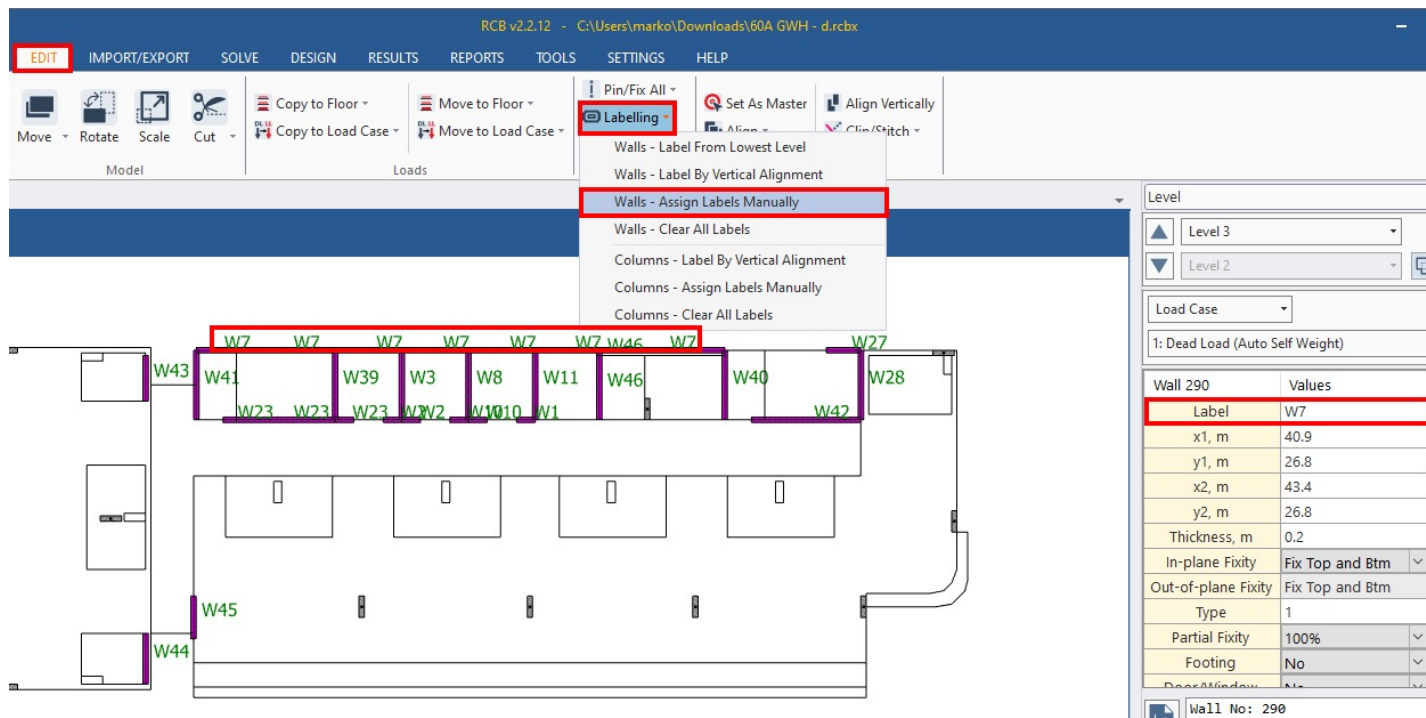 RCB v2.2.12 - C:\Users\marko\Downloads\60A GWH - d.rcbx
EDIT IMPORT/EXPORT SOLVE DESIGN RESULTS REPORTS TOOLS SETTINGS HELP
Move Rotate Scale Cut
Copy to Floor Move to Floor
Copy to Load Case Move to Load Case
Pin/Fix All
Labelling
Set As Master Align Vertically
Align Clip/Stitch
Model Loads
Walls - Label From Lowest Level
Walls - Label By Vertical Alignment
Walls - Assign Labels Manually
Walls - Clear All Labels
Columns - Label By Vertical Alignment
Columns - Assign Labels Manually
Columns - Clear All Labels
W7 W7 W7 W7 W7 W7 W46 W7 W27
W43 W41 W39 W3 W8 W11 W46 W40 W28
W23 W23 W23 W2 W10 W1 W42
W45
W44
Level
Level 3
Level 2
Load Case
1: Dead Load (Auto Self Weight)
Wall 290 Values
Label W7
x1, m 40.9
y1, m 26.8
x2, m 43.4
y2, m 26.8
Thickness, m 0.2
In-plane Fixity Fix Top and Btm
Out-of-plane Fixity Fix Top and Btm
Type 1
Partial Fixity 100%
Footing No
Door/Window No
Wall No: 290